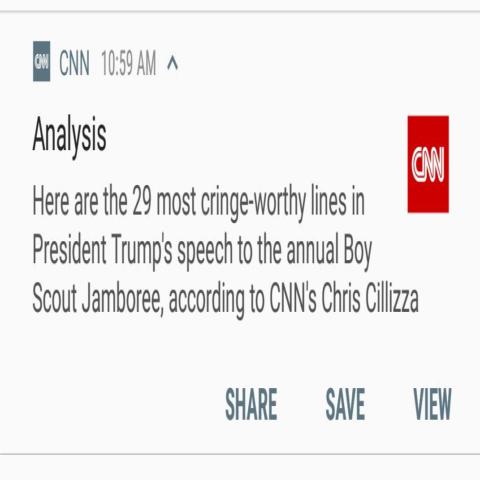 CNN CNN 10:59 AM ^
Analysis
CNN
Here are the 29 most cringe-worthy lines in
President Trump's speech to the annual Boy
Scout Jamboree, according to CNN's Chris Cillizza
SHARE SAVE VIEW